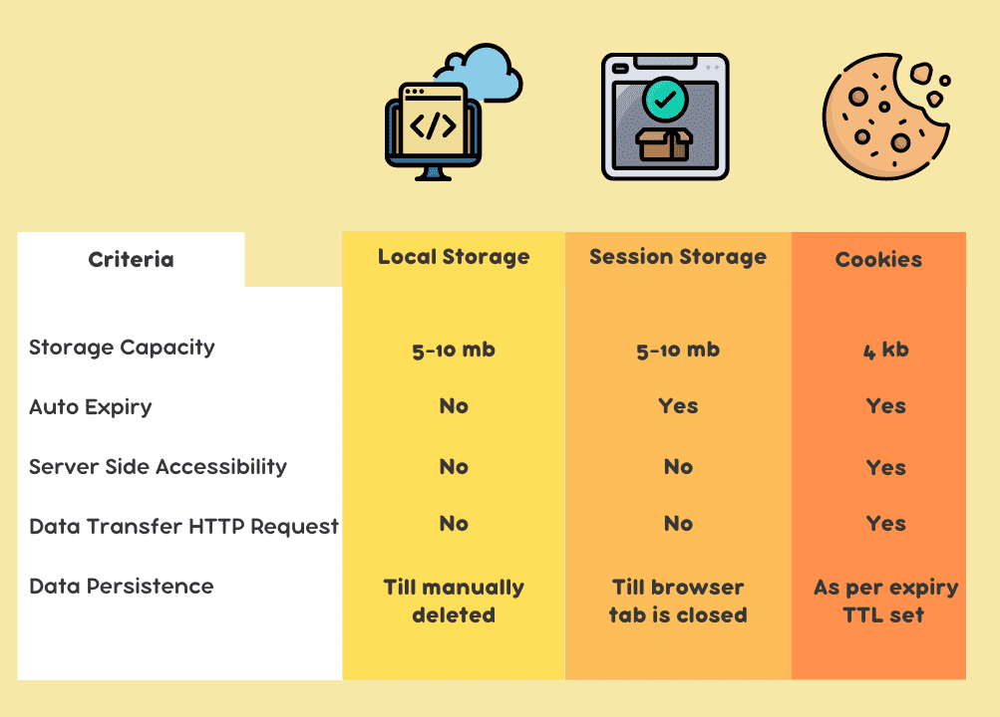 </>
Criteria Local Storage Session Storage Cookies
Storage Capacity 5-10 mb 5-10 mb 4 kb
Auto Expiry No Yes Yes
Server Side Accessibility No No Yes
Data Transfer HTTP Request No No Yes
Data Persistence Till manually Till browser As per expiry
deleted tab is closed TTL set